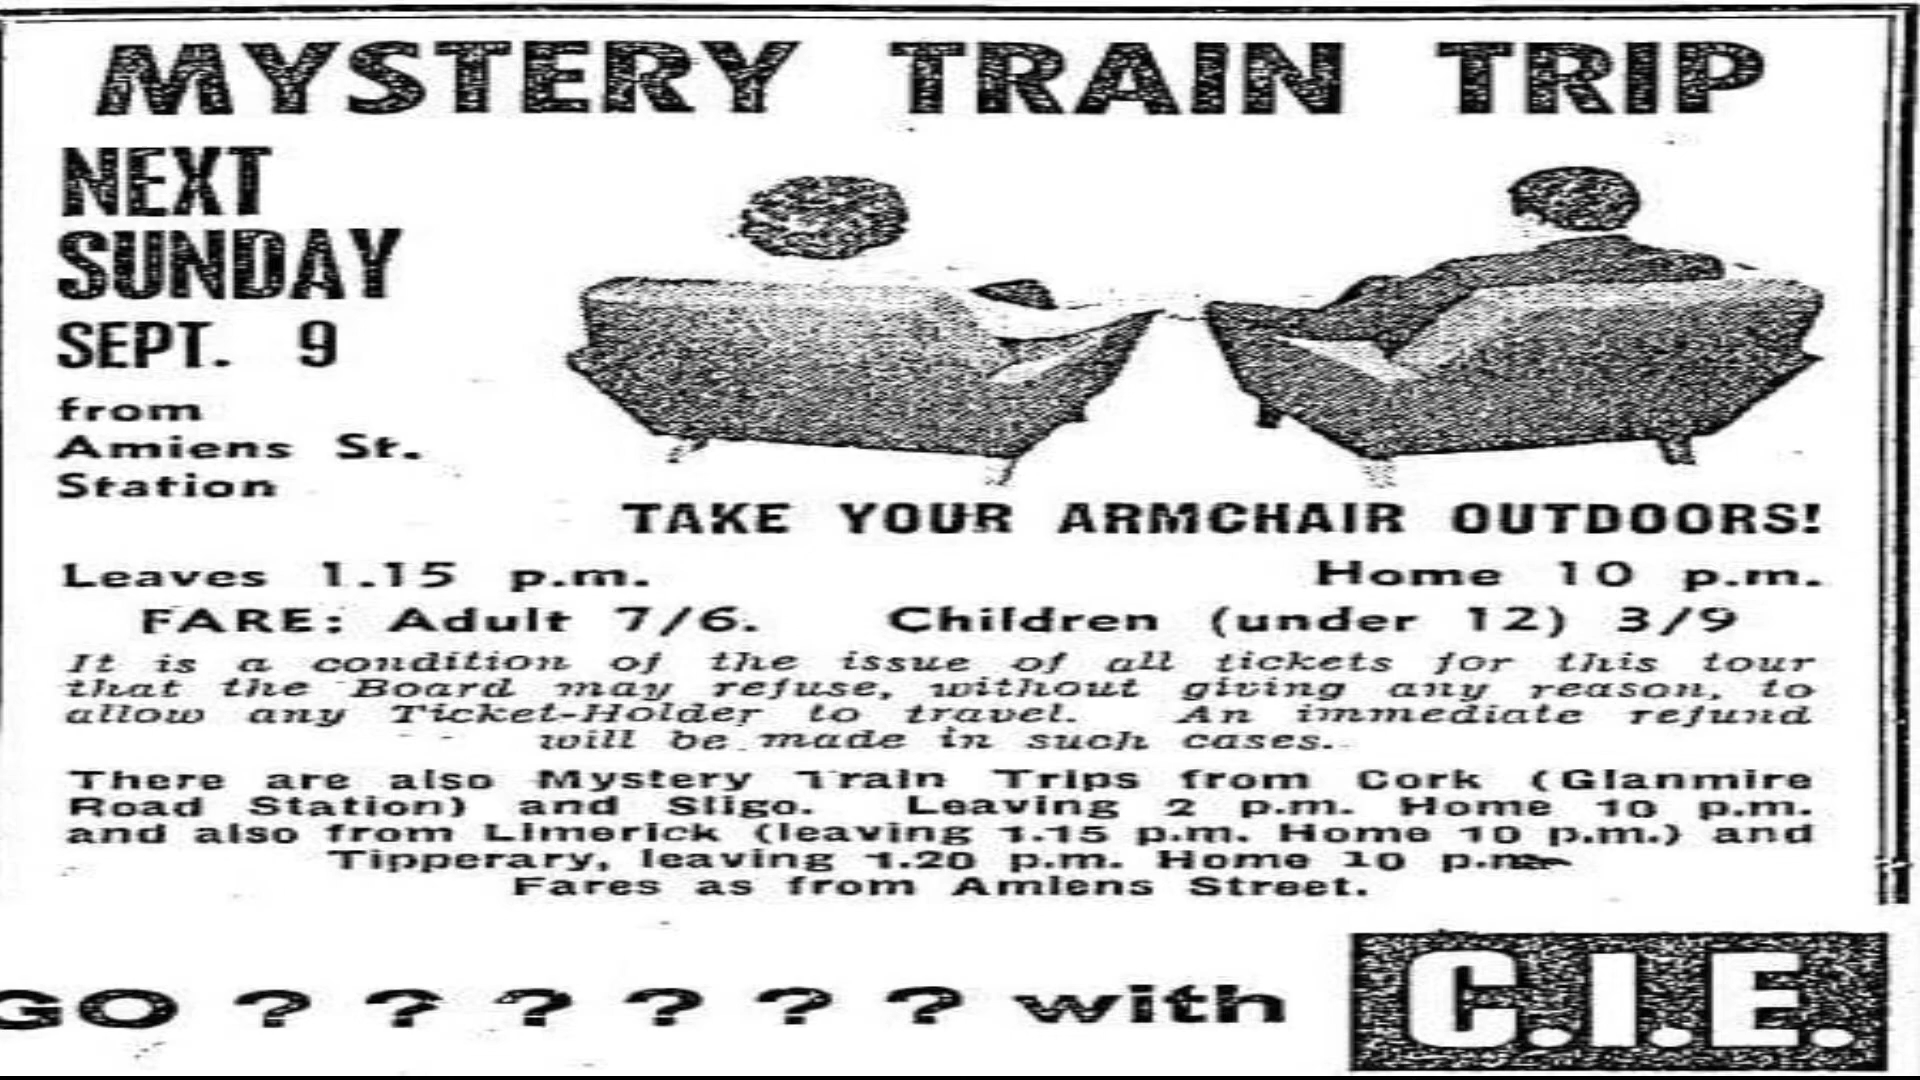 MYSTERY TRAIN TRIP
NEXT
SUNDAY
SEPT. 9
from
Amiens St.
Station
TAKE YOUR ARMCHAIR OUTDOORS!
Leaves 1.15 p.m. Home 10 p.m.
FARE: Adult 7/6. Children (under 12) 3/9
It is a condition of the issue of all tickets for this tour
that the Board may refuse, without giving any reason, to
allow any Ticket-Holder to travel. An immediate refund
will be made in such cases.
There are also Mystery Train Trips from Cork (Glanmire
Road Station) and Sligo. Leaving 2 p.m. Home 10 p.m.
and also from Limerick (leaving 1.15 p.m. Home 10 p.m.) and
Tipperary, leaving 1.20 p.m. Home 10 p.m.
Fares as from Amiens Street.
GO ? ? ? ? ? ? with C.I.E.